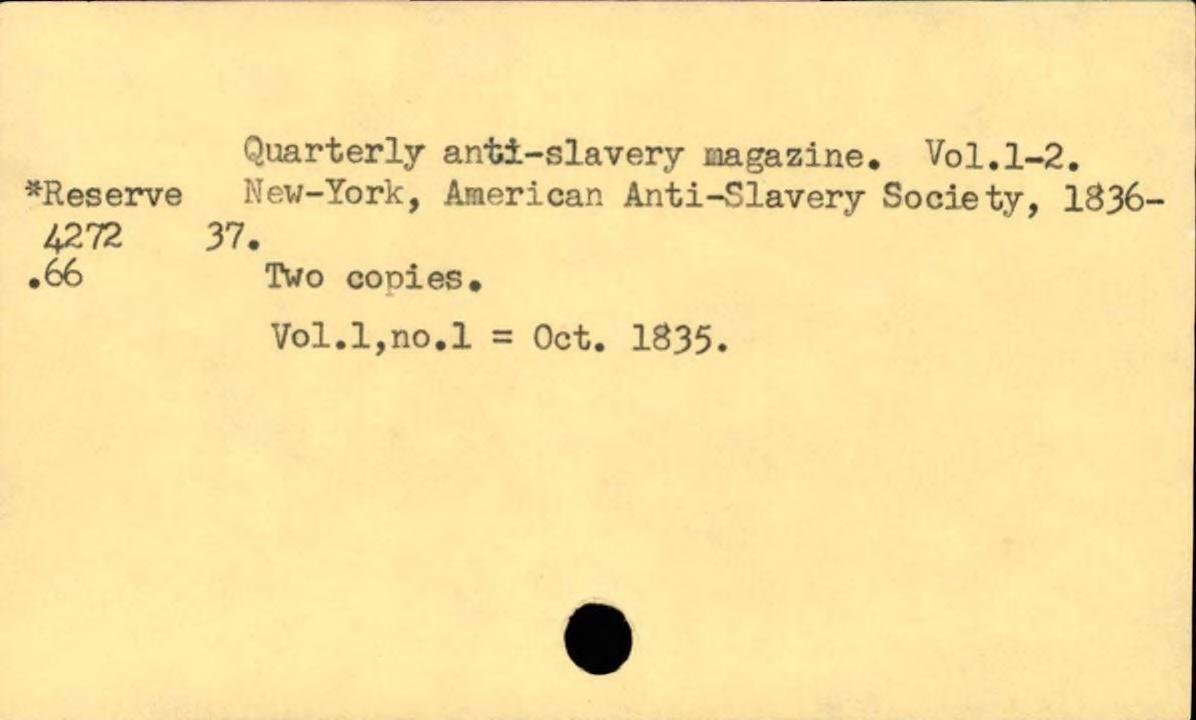 Quarterly anti-slavery magazine. Vol.1-2.
*Reserve New-York, American Anti-Slavery Society, 1836-
4272 37.
.66 Two copies.
Vol.1,no.1 = Oct. 1835.